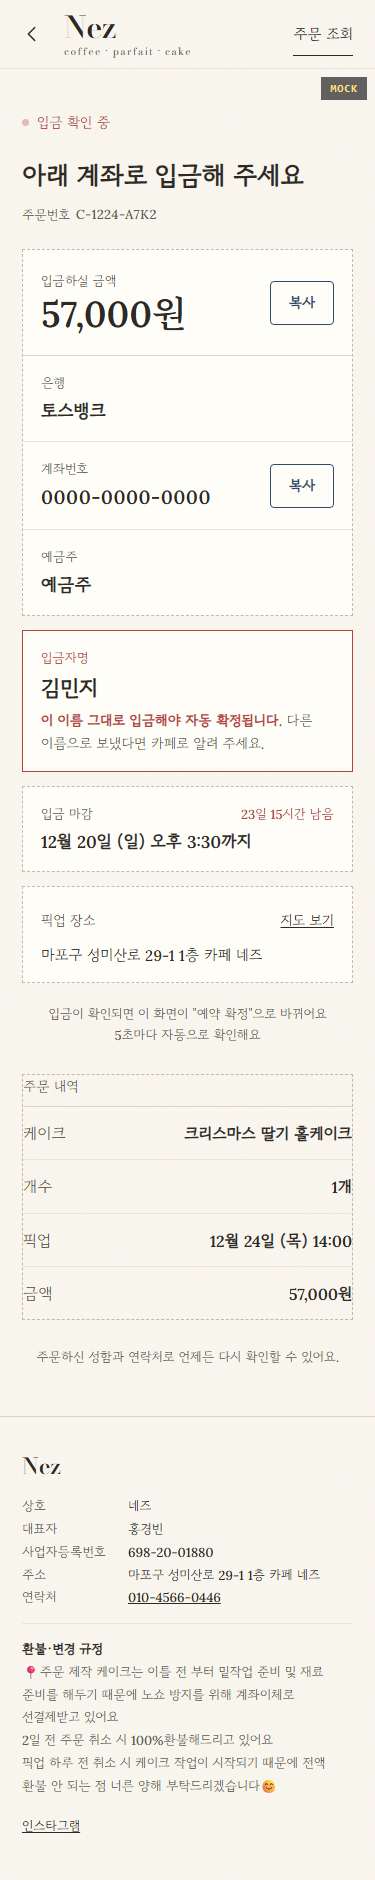 Nez
coffee · parfait · cake
주문 조회
MOCK
입금 확인 중
아래 계좌로 입금해 주세요
주문번호 C-1224-A7K2
입금하실 금액
57,000원
복사
은행
토스뱅크
계좌번호
0000-0000-0000
복사
예금주
예금주
입금자명
김민지
이 이름 그대로 입금해야 자동 확정됩니다. 다른
이름으로 보냈다면 카페로 알려 주세요.
입금 마감
23일 15시간 남음
12월 20일 (일) 오후 3:30까지
픽업 장소
지도 보기
마포구 성미산로 29-1 1층 카페 네즈
입금이 확인되면 이 화면이 "예약 확정"으로 바뀌어요
5초마다 자동으로 확인해요
주문 내역
케이크 크리스마스 딸기 홀케이크
개수 1개
픽업 12월 24일 (목) 14:00
금액 57,000원
주문하신 성함과 연락처로 언제든 다시 확인할 수 있어요.
Nez
상호 네즈
대표자 홍경빈
사업자등록번호 698-20-01880
주소 마포구 성미산로 29-1 1층 카페 네즈
연락처 010-4566-0446
환불·변경 규정
📍주문 제작 케이크는 이틀 전 부터 밑작업 준비 및 재료
준비를 해두기 때문에 노쇼 방지를 위해 계좌이체로
선결제받고 있어요
2일 전 주문 취소 시 100%환불해드리고 있어요
픽업 하루 전 취소 시 케이크 작업이 시작되기 때문에 전액
환불 안 되는 점 너른 양해 부탁드리겠습니다😊
인스타그램